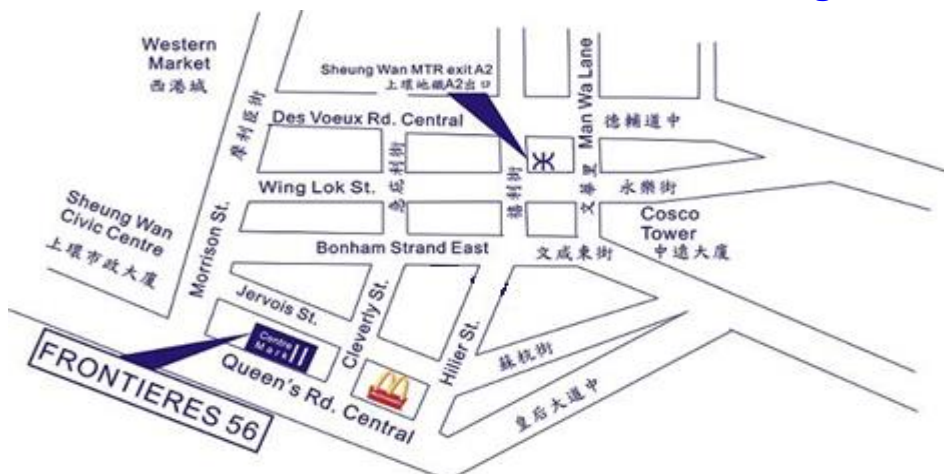 Western
Market
西港城
Sheung Wan MTR exit A2
上環地鐵A2出口
Man Wa Lane
摩利臣街
Des Voeux Rd. Central
德輔道中
急庇利街
禧利街
文華里
Wing Lok St.
永樂街
Sheung Wan
Civic Centre
上環市政大廈
Morrison St.
Cosco
Tower
中遠大廈
Bonham Strand East
文咸東街
Jervois St.
Cleverly St.
Hilier St.
蘇杭街
Centre
Mark II
FRONTIERES 56
Queen's Rd. Central
皇后大道中